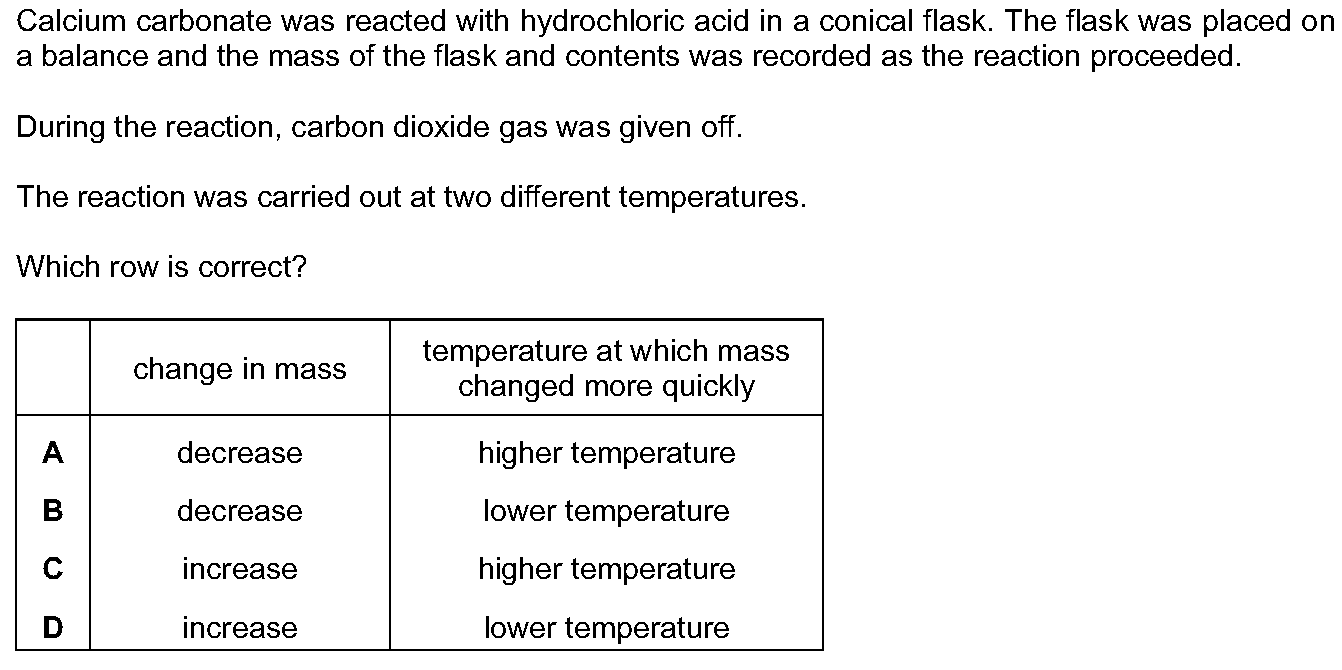 Calcium carbonate was reacted with hydrochloric acid in a conical flask. The flask was placed on
a balance and the mass of the flask and contents was recorded as the reaction proceeded.
During the reaction, carbon dioxide gas was given off.
The reaction was carried out at two different temperatures.
Which row is correct?
change in mass
temperature at which mass
changed more quickly
A decrease higher temperature
B decrease lower temperature
C increase higher temperature
D increase lower temperature